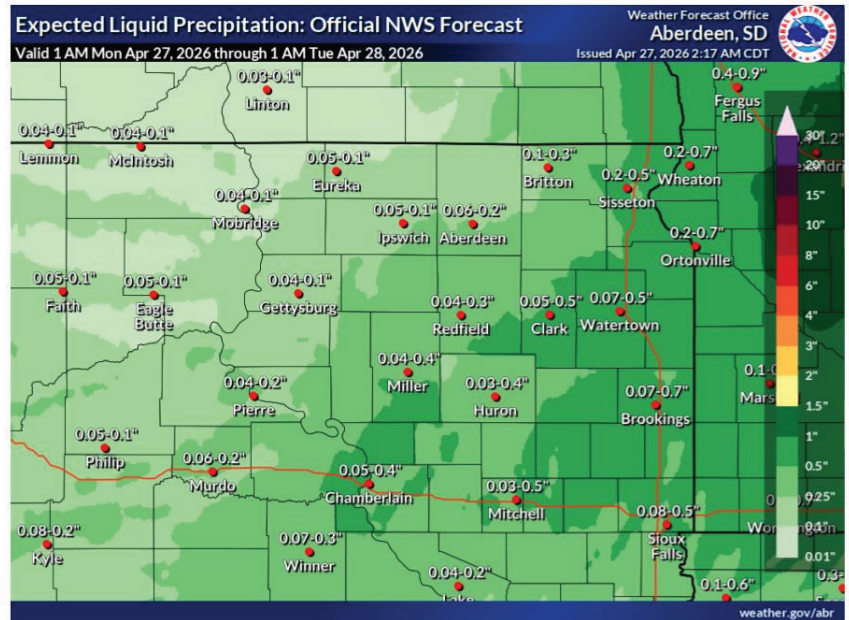 Expected Liquid Precipitation: Official NWS Forecast
Valid 1 AM Mon Apr 27, 2026 through 1 AM Tue Apr 28, 2026
Weather Forecast Office
Aberdeen, SD
Issued Apr 27, 2026 2:17 AM CDT
NATIONAL WEATHER SERVICE
0.03-0.1"
Linton
0.4-0.9"
Fergus
Falls
0.04-0.1"
Lemmon
0.04-0.1"
McIntosh
0.05-0.1"
Eureka
0.1-0.3"
Britton
0.2-0.5"
Sisseton
0.2-0.7"
Wheaton
0.04-0.1"
Mobridge
0.05-0.1"
Ipswich
0.06-0.2"
Aberdeen
0.2-0.7"
Ortonville
0.05-0.1"
Faith
0.05-0.1"
Eagle
Butte
0.04-0.1"
Gettysburg
0.04-0.3"
Redfield
0.05-0.5"
Clark
0.07-0.5"
Watertown
0.04-0.4"
Miller
0.04-0.2"
Pierre
0.03-0.4"
Huron
0.07-0.7"
Brookings
0.05-0.1"
Philip
0.06-0.2"
Murdo
0.05-0.4"
Chamberlain
0.03-0.5"
Mitchell
0.08-0.5"
Sioux
Falls
0.08-0.2"
Kyle
0.07-0.3"
Winner
0.04-0.2"
Lake
0.1-0.6"
30"
20"
15"
10"
8"
6"
4"
3"
2"
1.5"
1"
0.5"
0.25"
0.1"
0.01"
weather.gov/abr